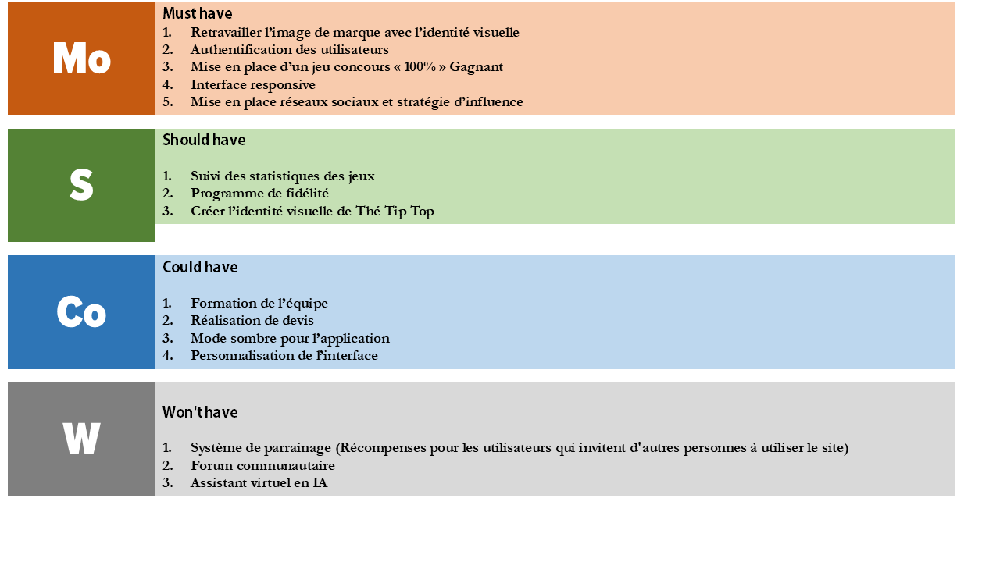 Mo
Must have
1. Retravailler l’image de marque avec l’identité visuelle
2. Authentification des utilisateurs
3. Mise en place d’un jeu concours « 100% » Gagnant
4. Interface responsive
5. Mise en place réseaux sociaux et stratégie d’influence
S
Should have
1. Suivi des statistiques des jeux
2. Programme de fidélité
3. Créer l’identité visuelle de Thé Tip Top
Co
Could have
1. Formation de l’équipe
2. Réalisation de devis
3. Mode sombre pour l’application
4. Personnalisation de l’interface
W
Won't have
1. Système de parrainage (Récompenses pour les utilisateurs qui invitent d'autres personnes à utiliser le site)
2. Forum communautaire
3. Assistant virtuel en IA